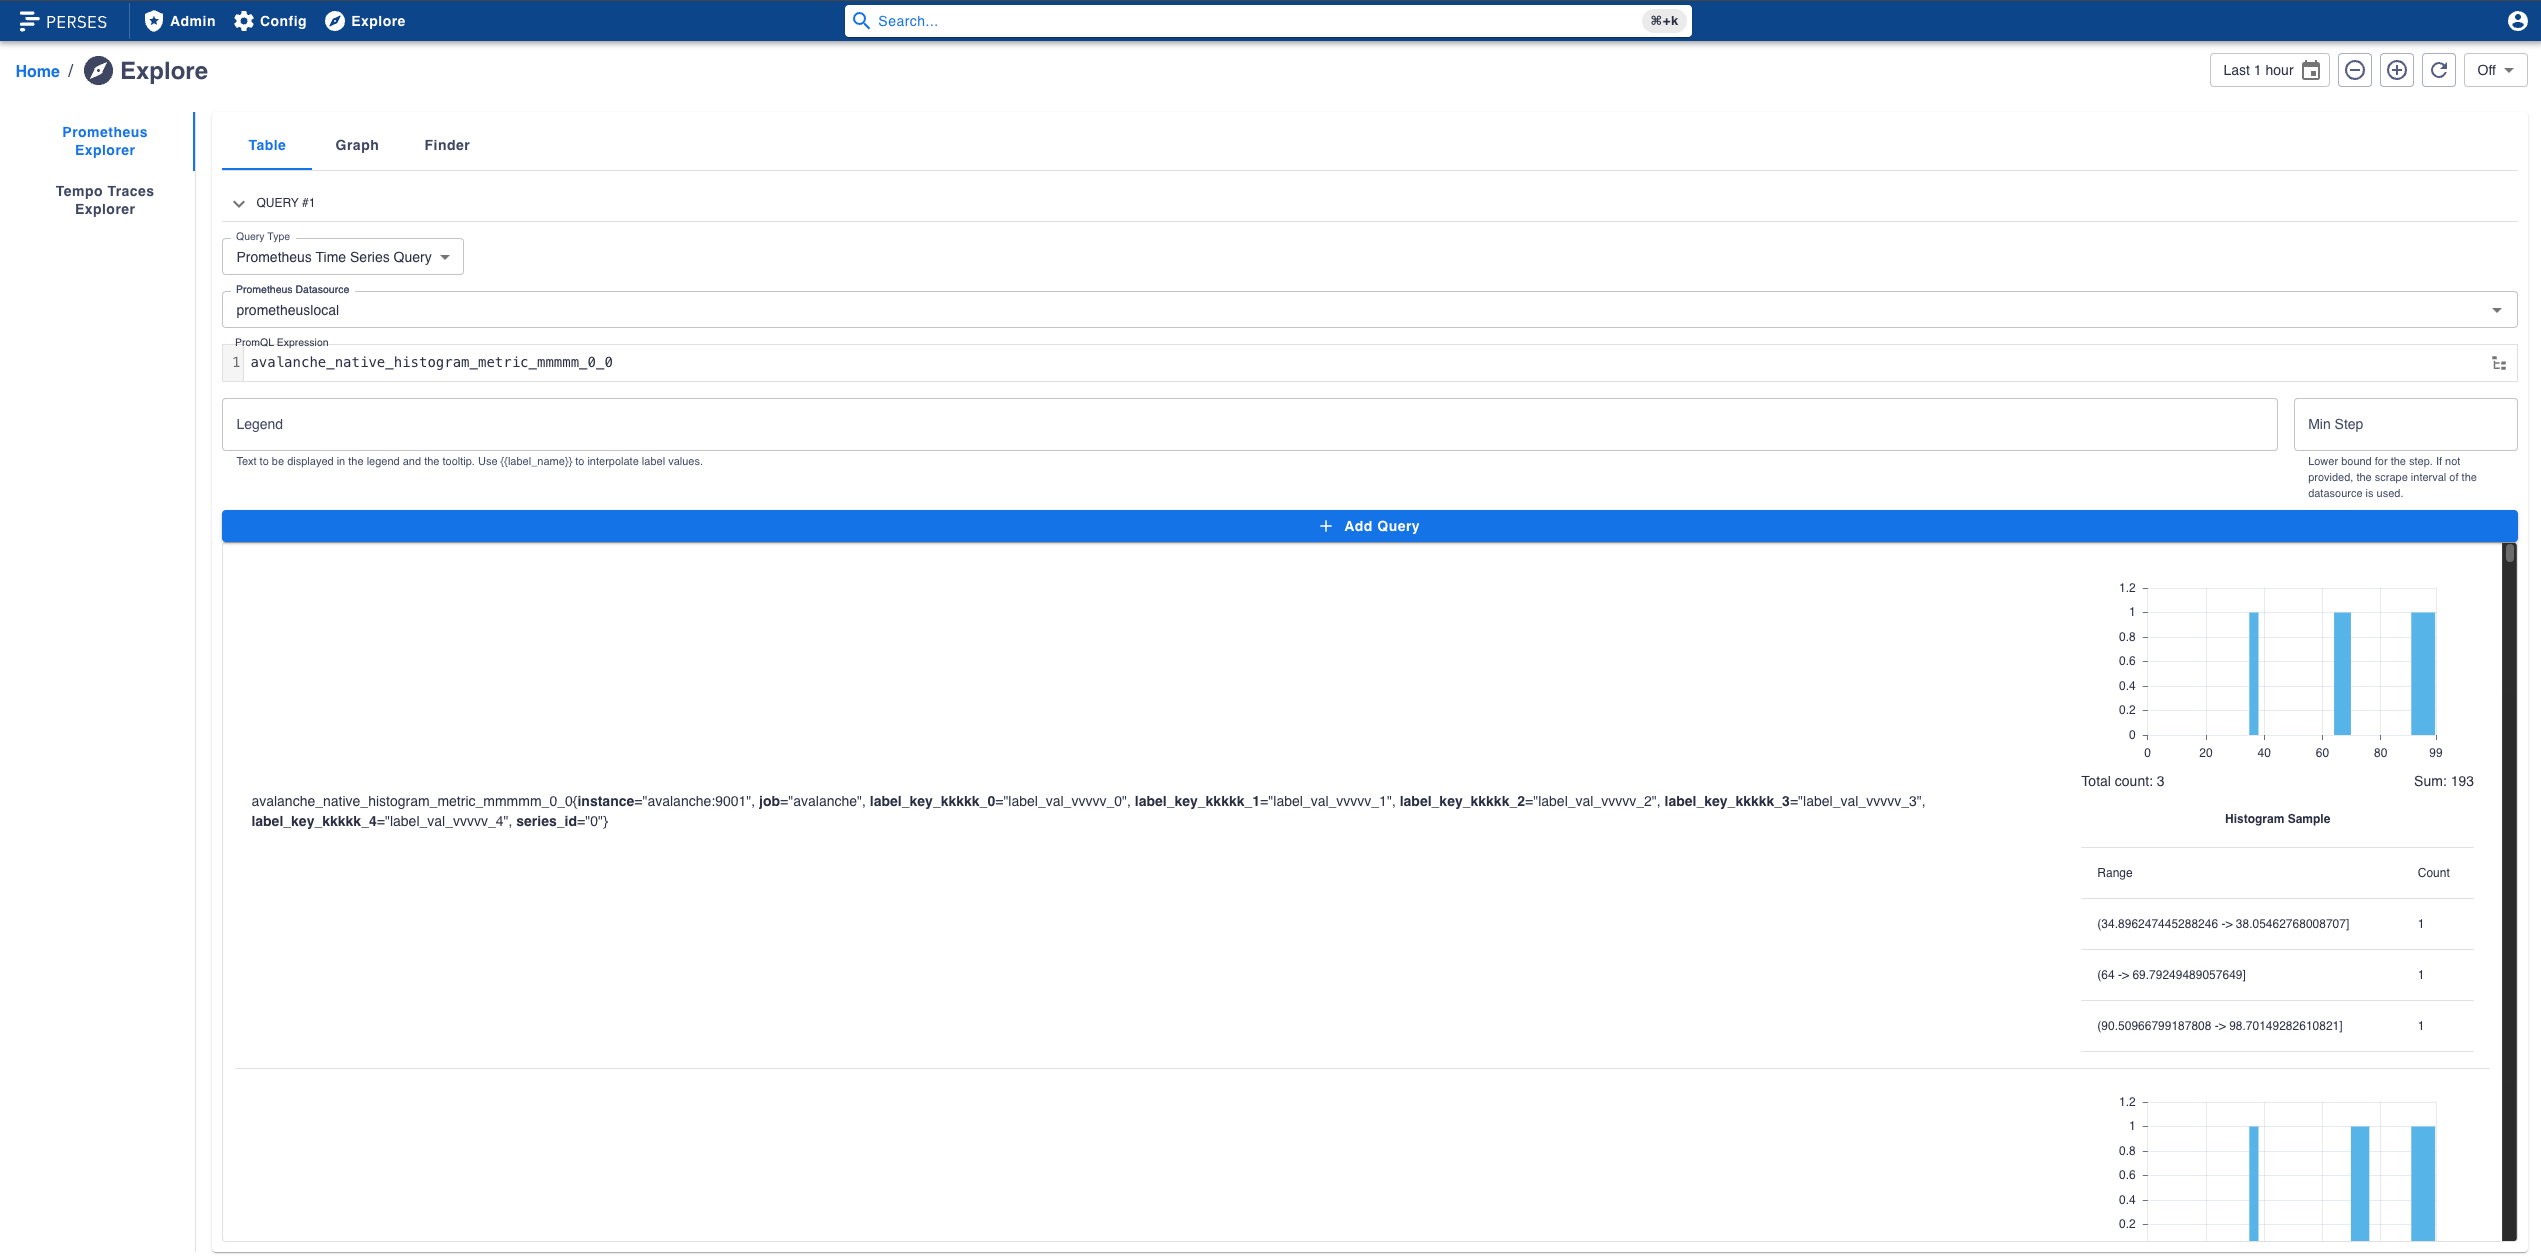 PERSES Admin Config Explore Search... ⌘+k
Home / Explore Last 1 hour Off
Prometheus
Explorer
Tempo Traces
Explorer
Table Graph Finder
QUERY #1
Query Type
Prometheus Time Series Query
Prometheus Datasource
prometheuslocal
PromQL Expression
1 avalanche_native_histogram_metric_mmmmm_0_0
Legend
Text to be displayed in the legend and the tooltip. Use {{label_name}} to interpolate label values.
Min Step
Lower bound for the step. If not
provided, the scrape interval of the
datasource is used.
+ Add Query
avalanche_native_histogram_metric_mmmmm_0_0{instance="avalanche:9001", job="avalanche", label_key_kkkkk_0="label_val_vvvvv_0", label_key_kkkkk_1="label_val_vvvvv_1", label_key_kkkkk_2="label_val_vvvvv_2", label_key_kkkkk_3="label_val_vvvvv_3",
label_key_kkkkk_4="label_val_vvvvv_4", series_id="0"}
1.2
1
0.8
0.6
0.4
0.2
0
0 20 40 60 80 99
Total count: 3 Sum: 193
Histogram Sample
Range Count
(34.896247445288246 -> 38.05462768008707] 1
(64 -> 69.79249489057649] 1
(90.50966799187808 -> 98.70149282610821] 1
1.2
1
0.8
0.6
0.4
0.2